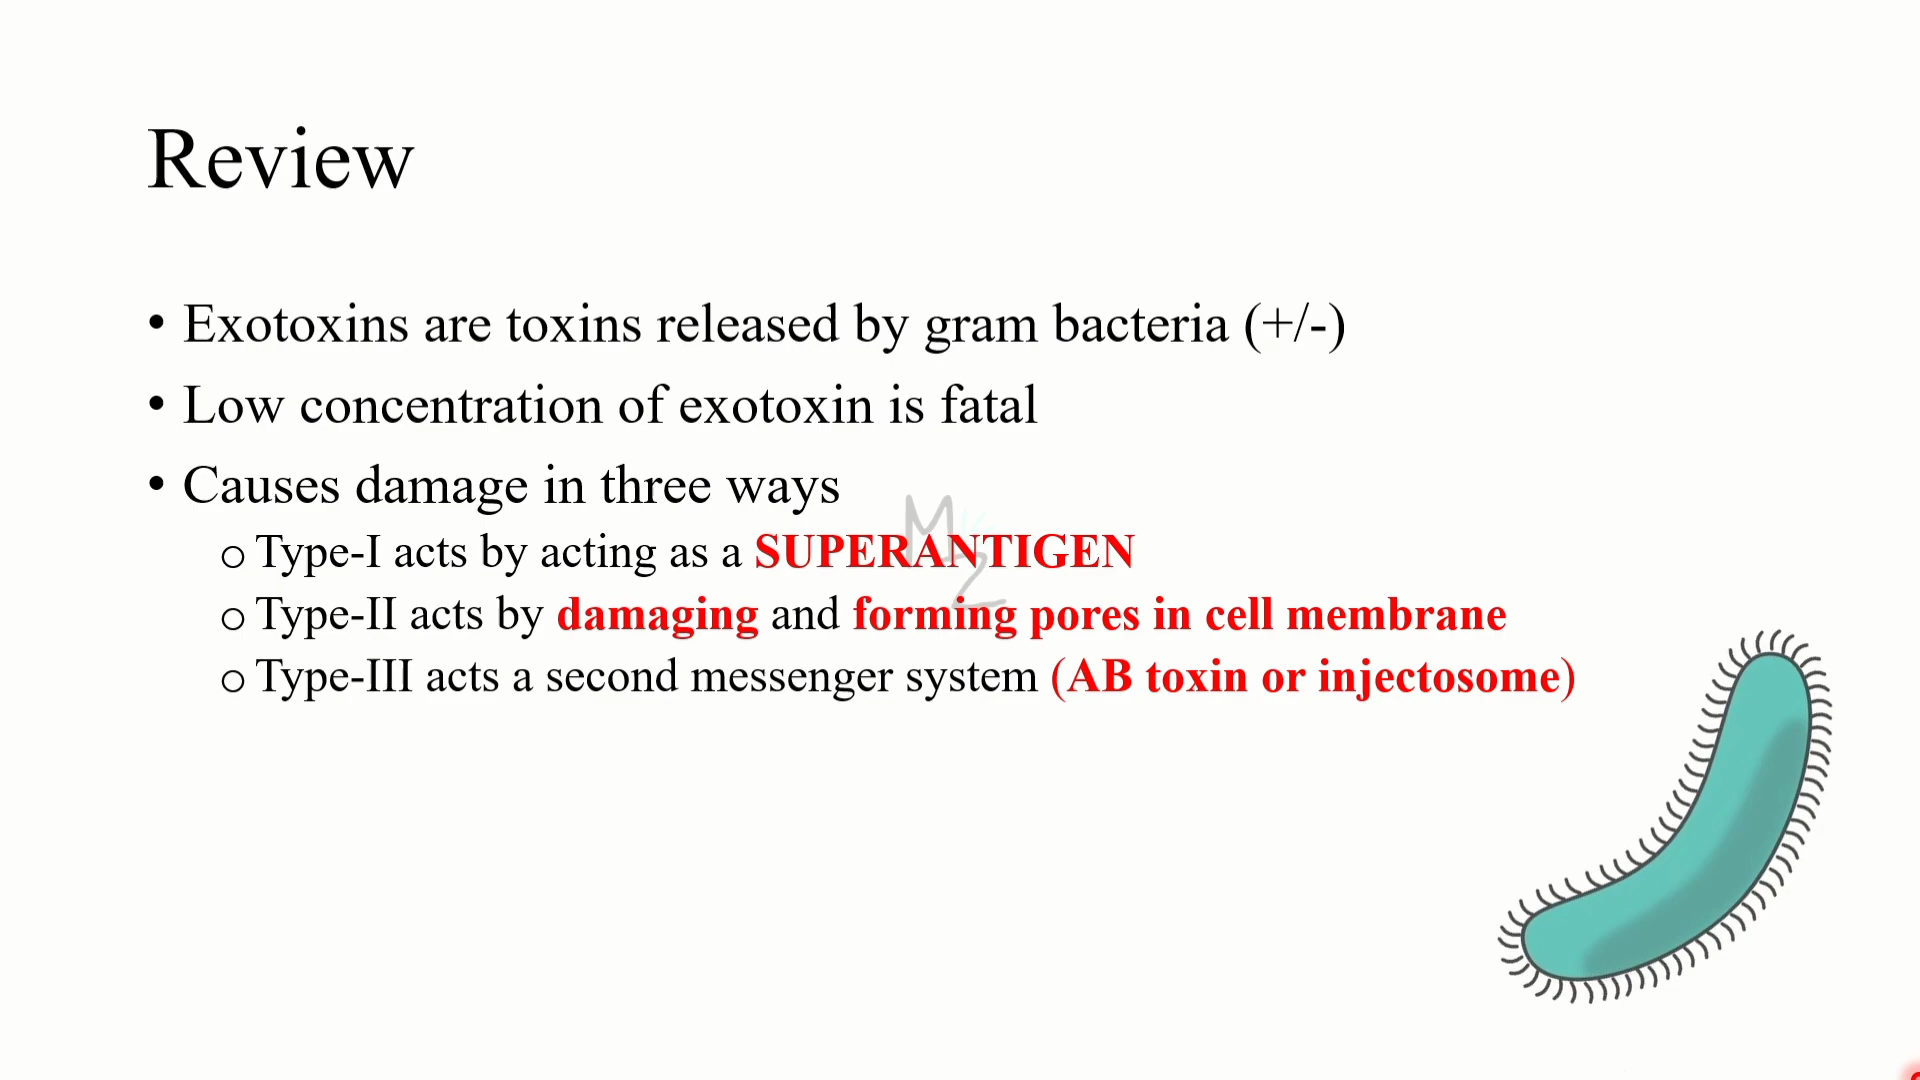 Review
• Exotoxins are toxins released by gram bacteria (+/-)
• Low concentration of exotoxin is fatal
• Causes damage in three ways
o Type-I acts by acting as a SUPERANTIGEN
o Type-II acts by damaging and forming pores in cell membrane
o Type-III acts a second messenger system (AB toxin or injectosome)